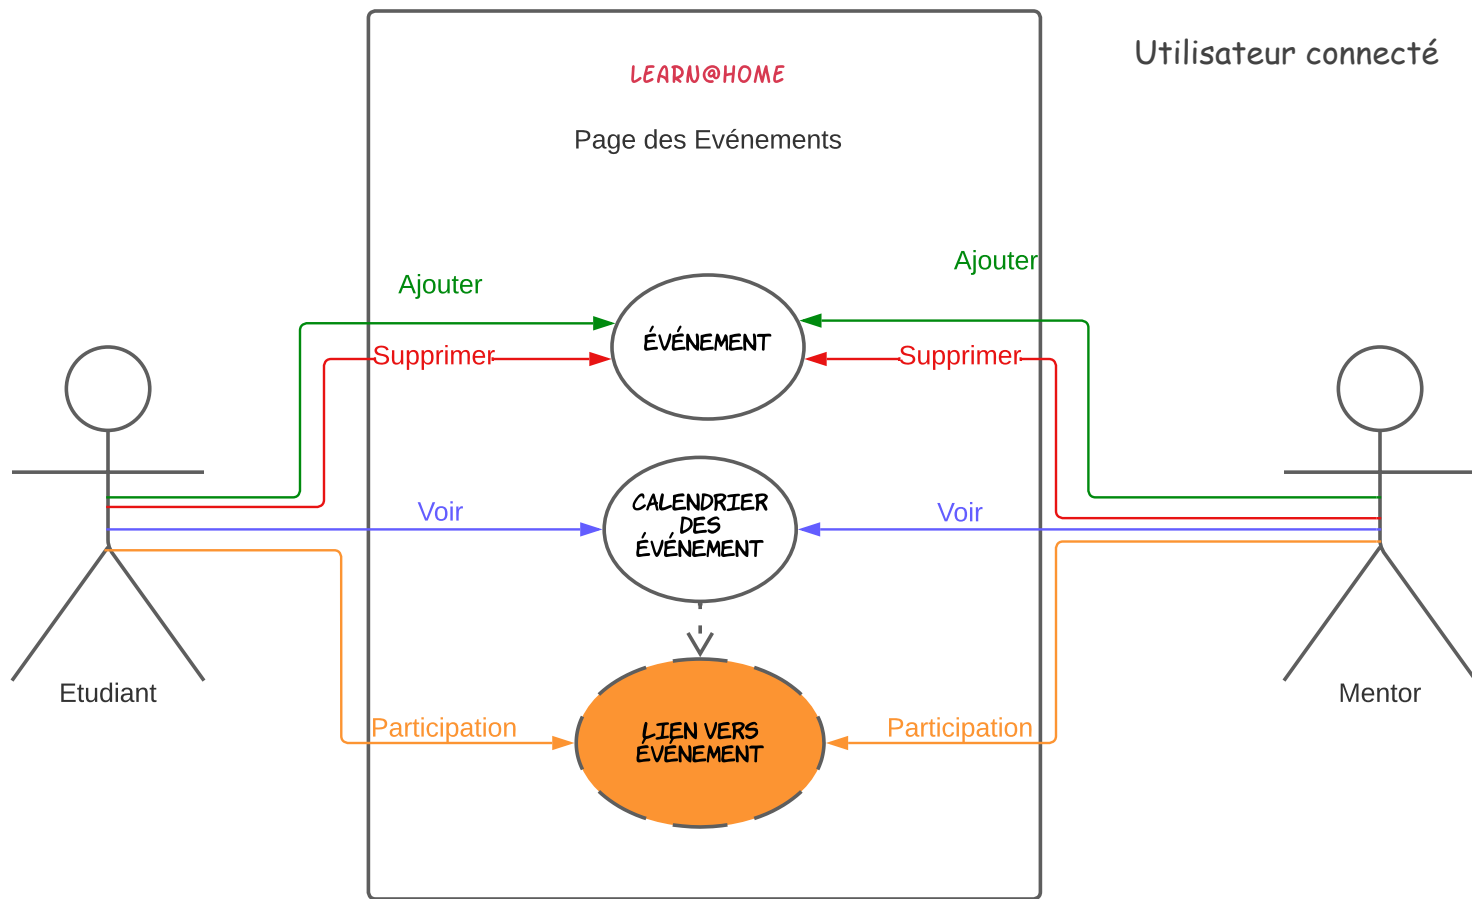 Utilisateur connecté
LEARN@HOME
Page des Evénements
Ajouter
Ajouter
ÉVÉNEMENT
Supprimer
Supprimer
CALENDRIER
DES
ÉVÉNEMENT
Voir
Voir
Etudiant
Mentor
Participation
LIEN VERS
ÉVÉNEMENT
Participation